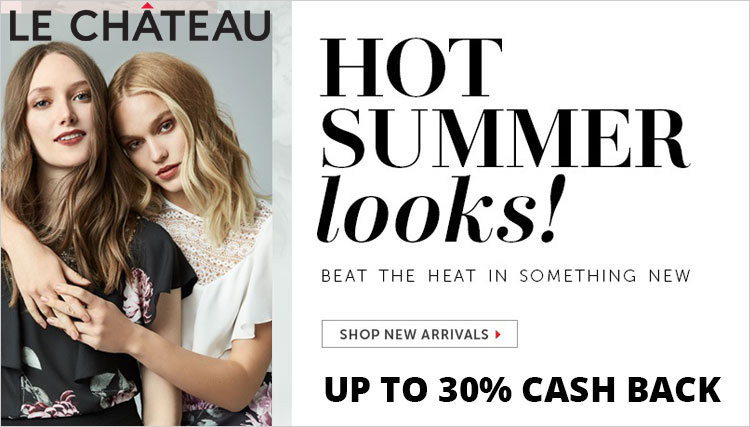 LE CHÂTEAU
HOT
SUMMER
looks!
BEAT THE HEAT IN SOMETHING NEW
SHOP NEW ARRIVALS
UP TO 30% CASH BACK